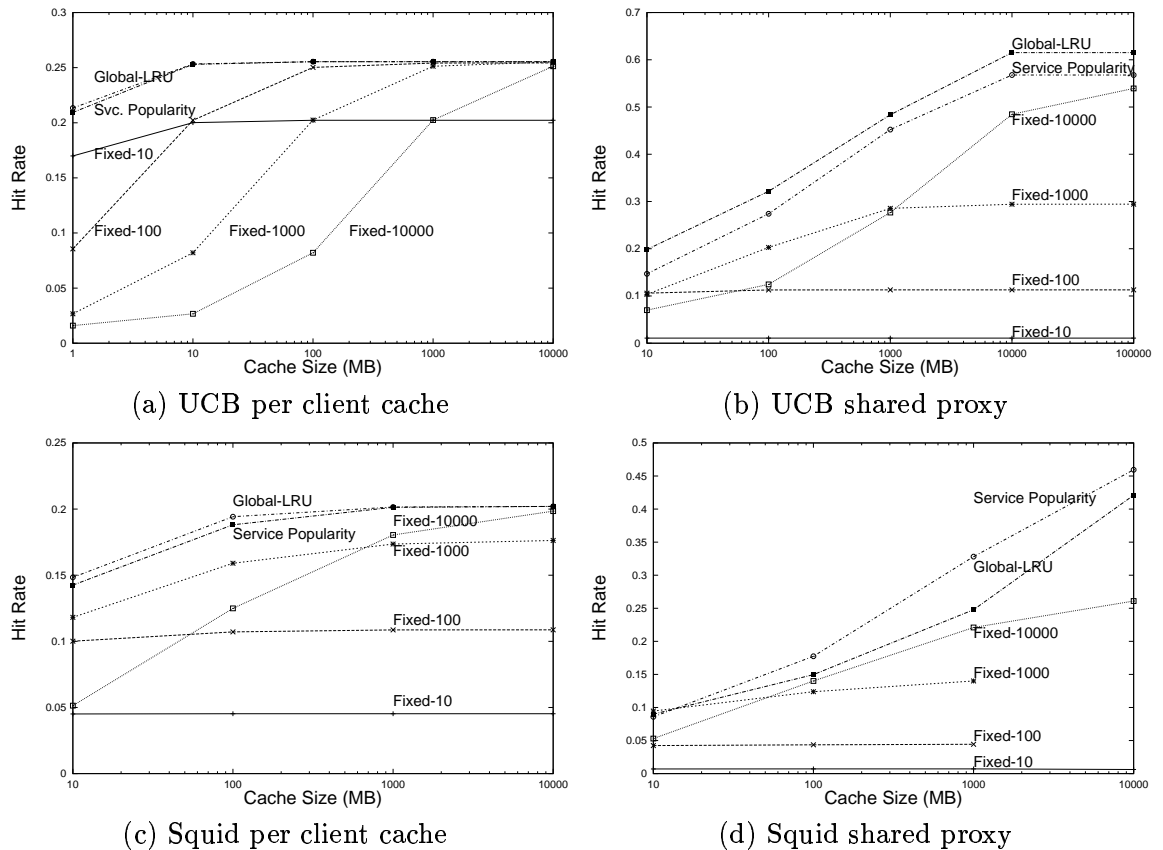 0.3
0.25
0.2
0.15
0.1
0.05
0
Hit Rate
Global-LRU
Svc. Popularity
Fixed-10
Fixed-100
Fixed-1000
Fixed-10000
1
10
100
1000
10000
Cache Size (MB)
(a) UCB per client cache
0.7
0.6
0.5
0.4
0.3
0.2
0.1
0
Hit Rate
Global-LRU
Service Popularity
Fixed-10000
Fixed-1000
Fixed-100
Fixed-10
10
100
1000
10000
100000
Cache Size (MB)
(b) UCB shared proxy
0.25
0.2
0.15
0.1
0.05
0
Hit Rate
Global-LRU
Service Popularity
Fixed-10000
Fixed-1000
Fixed-100
Fixed-10
10
100
1000
10000
Cache Size (MB)
(c) Squid per client cache
0.5
0.45
0.4
0.35
0.3
0.25
0.2
0.15
0.1
0.05
0
Hit Rate
Service Popularity
Global-LRU
Fixed-10000
Fixed-1000
Fixed-100
Fixed-10
10
100
1000
10000
Cache Size (MB)
(d) Squid shared proxy